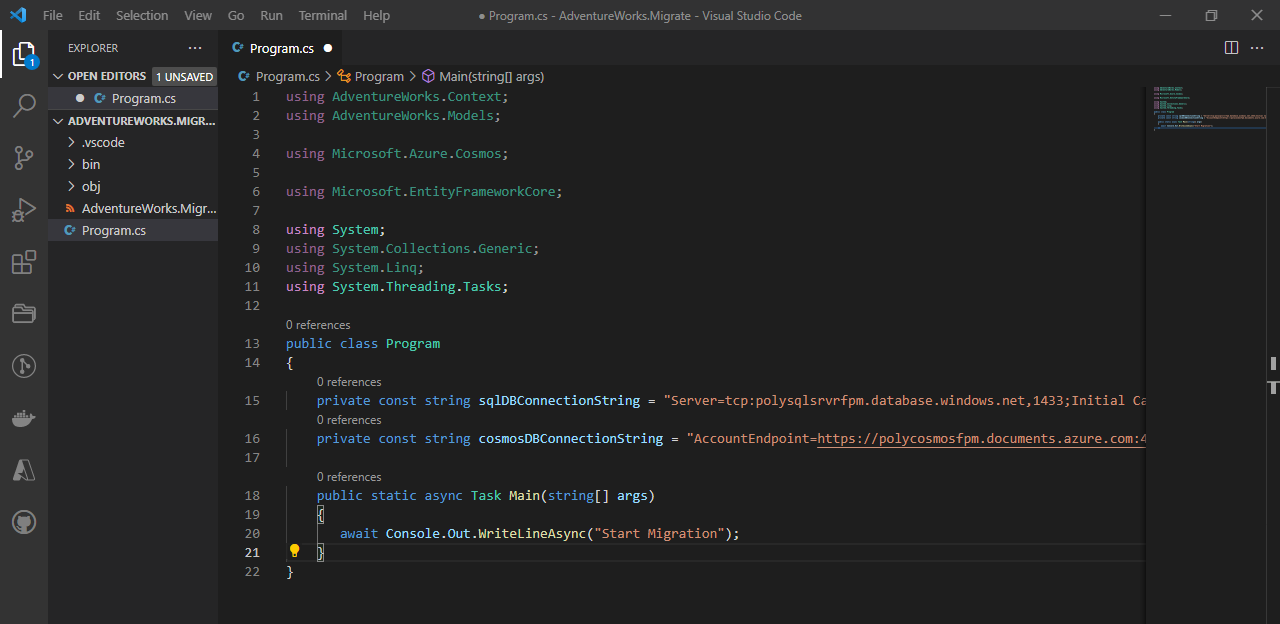 File Edit Selection View Go Run Terminal Help ● Program.cs - AdventureWorks.Migrate - Visual Studio Code
EXPLORER ...
OPEN EDITORS 1 UNSAVED
● C# Program.cs
ADVENTUREWORKS.MIGR...
.vscode
bin
obj
AdventureWorks.Migr...
C# Program.cs
1
C# Program.cs ●
C# Program.cs > Program > Main(string[] args)
1 using AdventureWorks.Context;
2 using AdventureWorks.Models;
3
4 using Microsoft.Azure.Cosmos;
5
6 using Microsoft.EntityFrameworkCore;
7
8 using System;
9 using System.Collections.Generic;
10 using System.Linq;
11 using System.Threading.Tasks;
12
0 references
13 public class Program
14 {
0 references
15 private const string sqlDBConnectionString = "Server=tcp:polysqlsrvrfpm.database.windows.net,1433;Initial Ca
0 references
16 private const string cosmosDBConnectionString = "AccountEndpoint=https://polycosmosfpm.documents.azure.com:4
17
0 references
18 public static async Task Main(string[] args)
19 {
20 await Console.Out.WriteLineAsync("Start Migration");
21 }
22 }